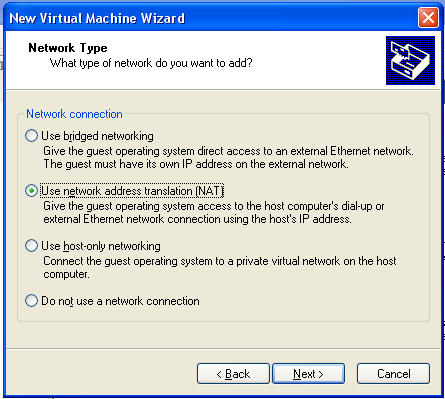 New Virtual Machine Wizard
Network Type
What type of network do you want to add?
Network connection
Use bridged networking
Give the guest operating system direct access to an external Ethernet network.
The guest must have its own IP address on the external network.
Use network address translation (NAT)
Give the guest operating system access to the host computer's dial-up or
external Ethernet network connection using the host's IP address.
Use host-only networking
Connect the guest operating system to a private virtual network on the host
computer.
Do not use a network connection
< Back
Next >
Cancel